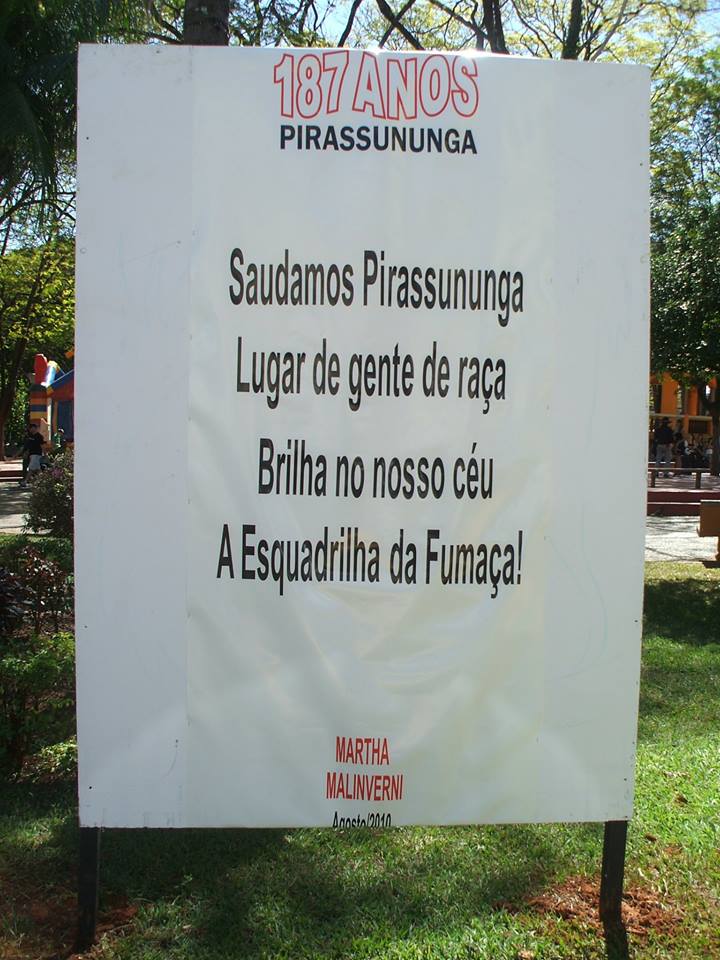 187 ANOS
PIRASSUNUNGA
Saudamos Pirassununga
Lugar de gente de raça
Brilha no nosso céu
A Esquadrilha da Fumaça!
MARTHA
MALINVERNI
Agosto/2010